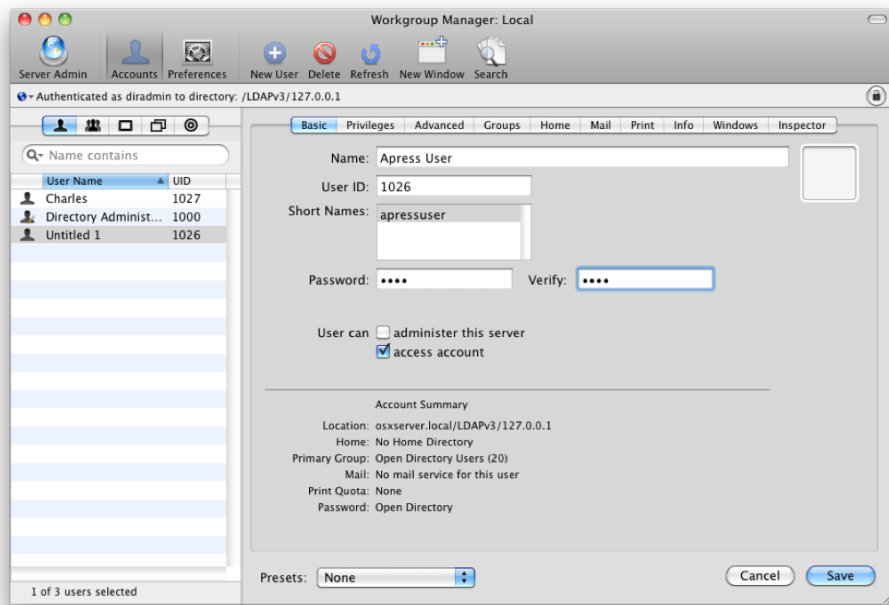 Workgroup Manager: Local
Server Admin Accounts Preferences New User Delete Refresh New Window Search
Authenticated as diradmin to directory: /LDAPv3/127.0.0.1
Basic Privileges Advanced Groups Home Mail Print Info Windows Inspector
Name contains
User Name UID
Charles 1027
Directory Administ... 1000
Untitled 1 1026
1 of 3 users selected
Name: Apress User
User ID: 1026
Short Names: apressuser
Password: •••• Verify: ••••
User can administer this server
access account
Account Summary
Location: osxserver.local/LDAPv3/127.0.0.1
Home: No Home Directory
Primary Group: Open Directory Users (20)
Mail: No mail service for this user
Print Quota: None
Password: Open Directory
Presets: None Cancel Save